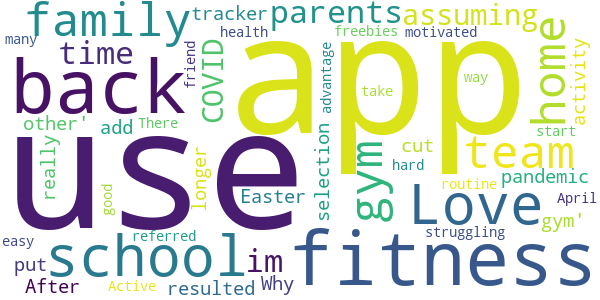 family tracker parents assuming
many time health freebies motivated
back friend COVID app advantage take way home activity
other' add There start
use really longer good gym selection cut team
hard pandemic
Easter routine April
school im referred Love gym'
easy struggling
put After Active resulted Why fitness